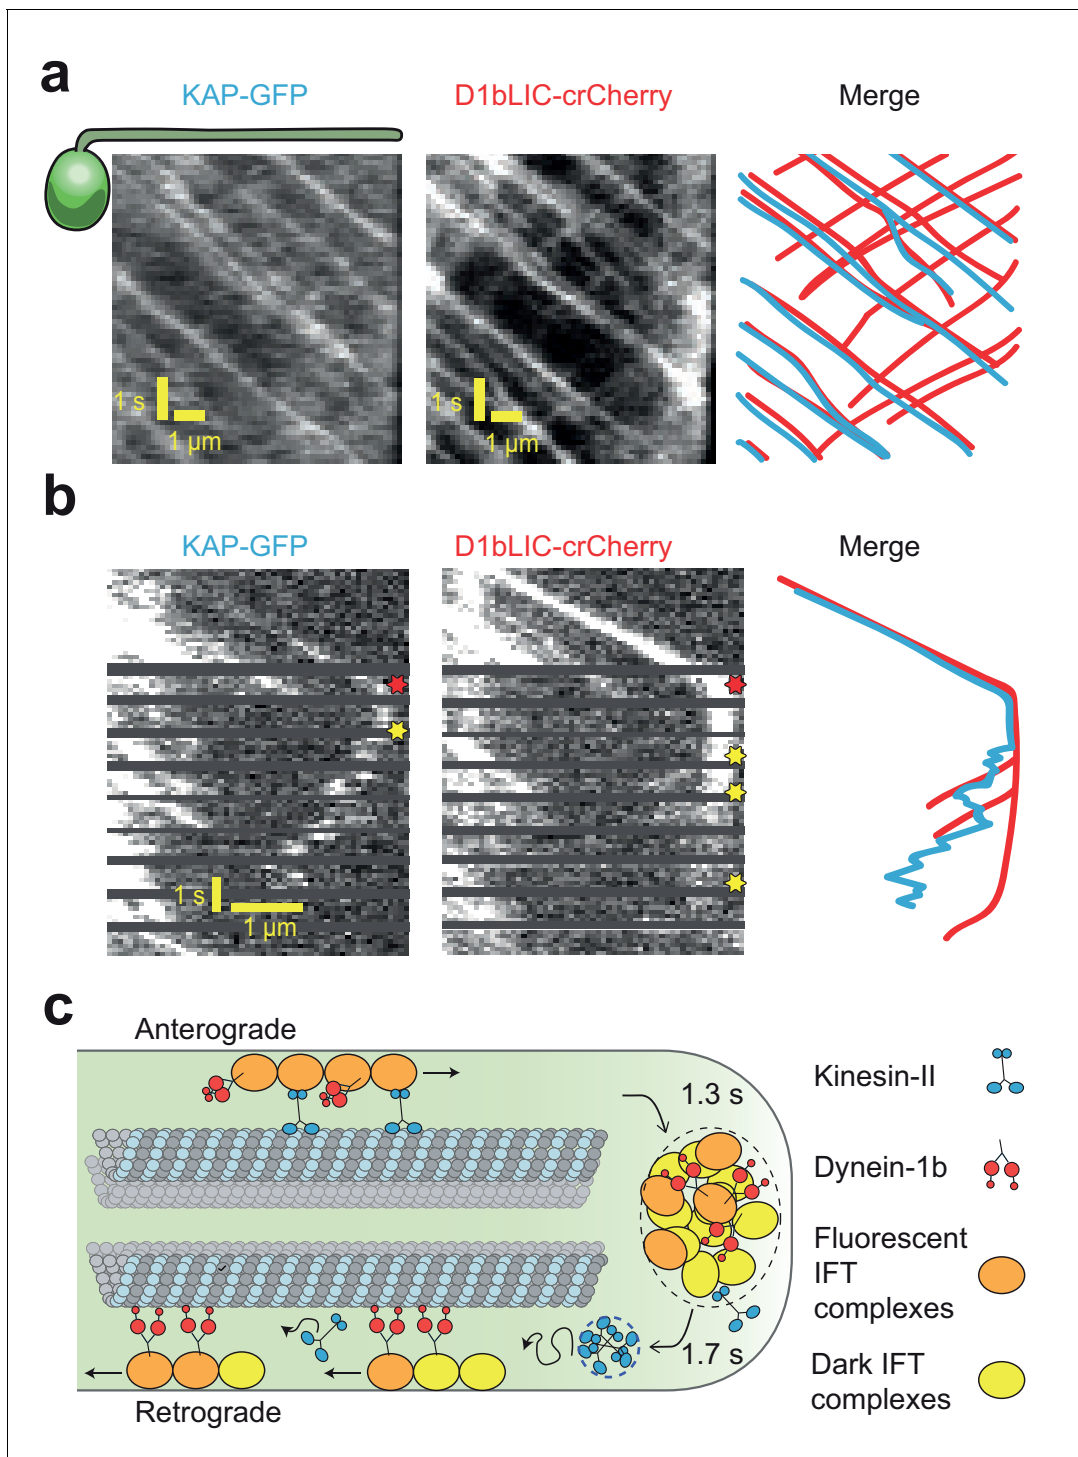 a
KAP-GFP
D1bLIC-crCherry
Merge
1 s
1 µm
1 s
1 µm
b
KAP-GFP
D1bLIC-crCherry
Merge
1 s
1 µm
c
Anterograde
1.3 s
1.7 s
Retrograde
Kinesin-II
Dynein-1b
Fluorescent
IFT
complexes
Dark IFT
complexes